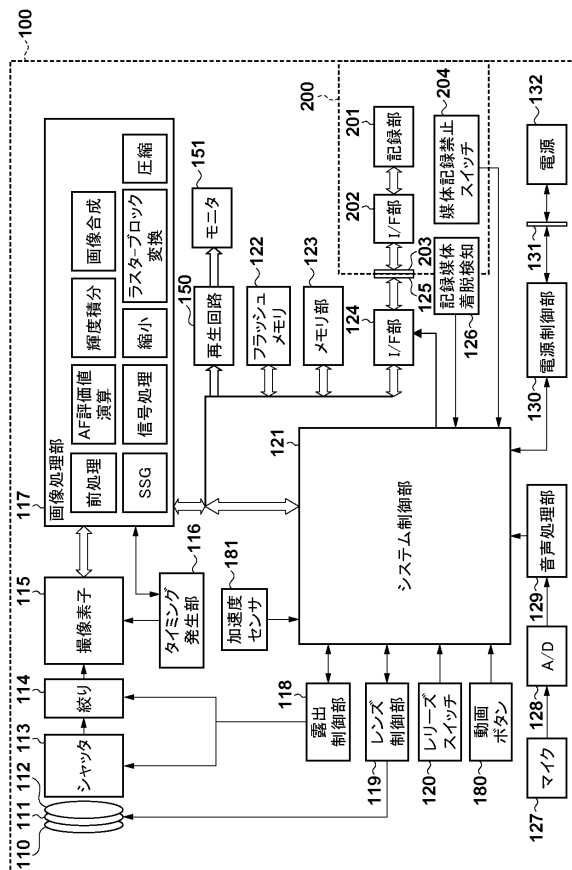 100
110
111
112
113
シャッタ
114
絞り
115
撮像素子
116
タイミング
発生部
117
画像処理部
前処理
AF評価値
演算
輝度積分
画像合成
SSG
信号処理
縮小
ラスターブロック
変換
圧縮
150
再生回路
151
モニタ
122
フラッシュ
メモリ
123
メモリ部
124
I/F部
125
203
200
202
I/F部
201
記録部
126
記録媒体
着脱検知
204
媒体記録禁止
スイッチ
181
加速度
センサ
121
システム制御部
118
露出
制御部
119
レンズ
制御部
120
レリーズ
スイッチ
180
動画
ボタン
127
マイク
128
A/D
129
音声処理部
130
電源制御部
131
132
電源